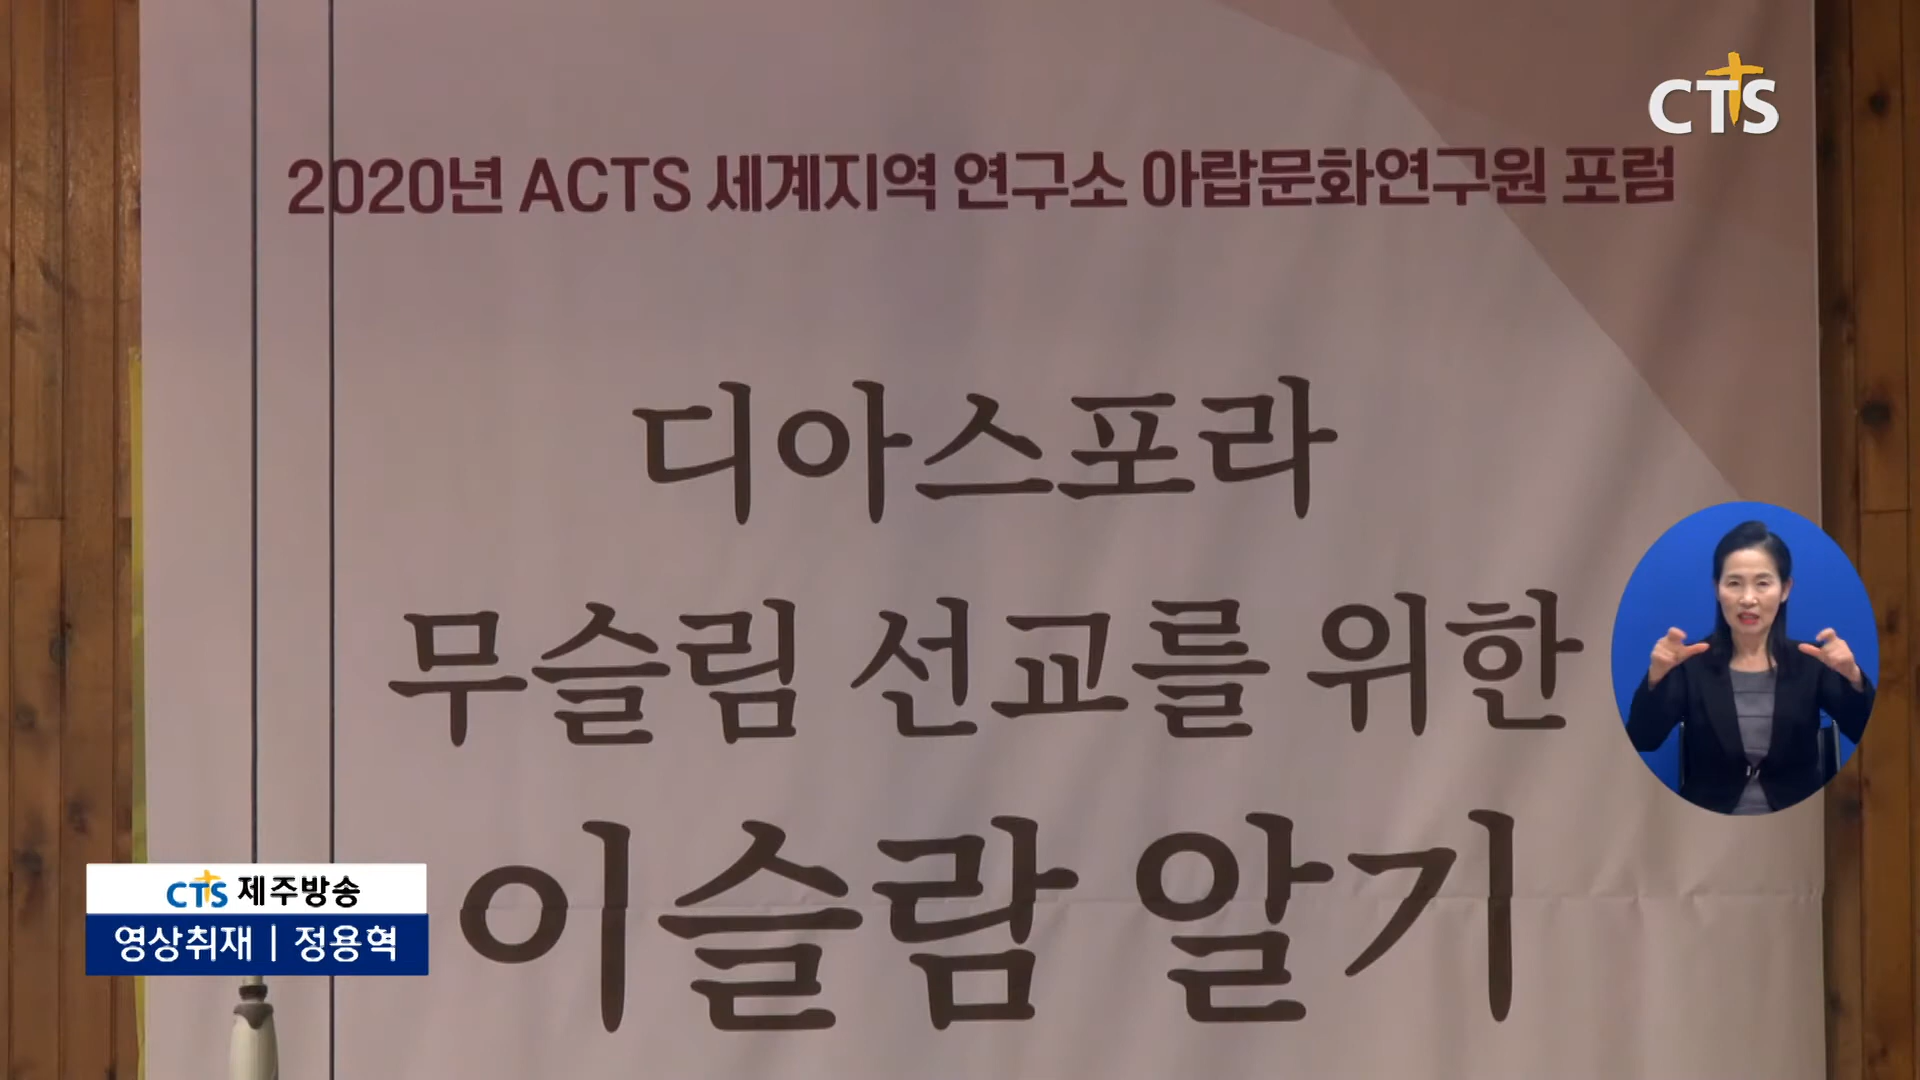 CTS
2020년 ACTS 세계지역 연구소 아랍문화연구원 포럼
디아스포라
무슬림 선교를 위한
이슬람 알기
CTS 제주방송
영상취재 | 정용혁